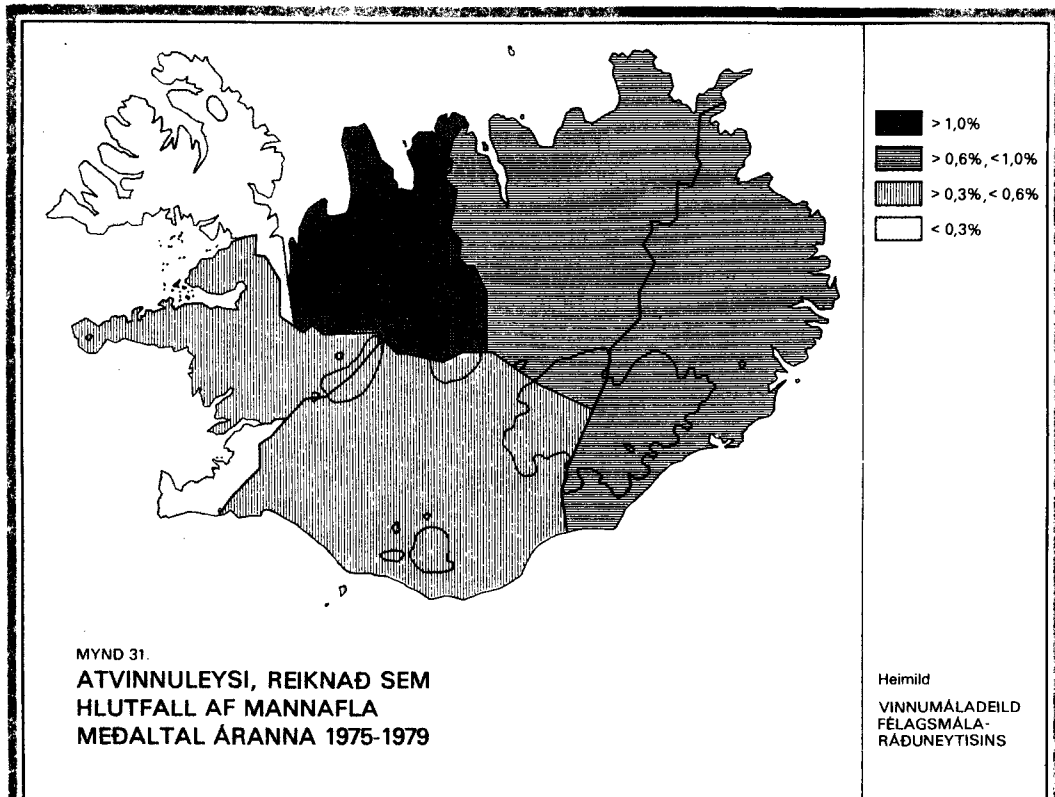 > 1,0%
> 0,6%, < 1,0%
> 0,3%, < 0,6%
< 0,3%
MYND 31.
ATVINNULEYSI, REIKNAÐ SEM
HLUTFALL AF MANNAFLA
MEÐALTAL ÁRANNA 1975-1979
Heimild
VINNUMÁLADEILD
FÉLAGSMÁLA-
RÁÐUNEYTISINS